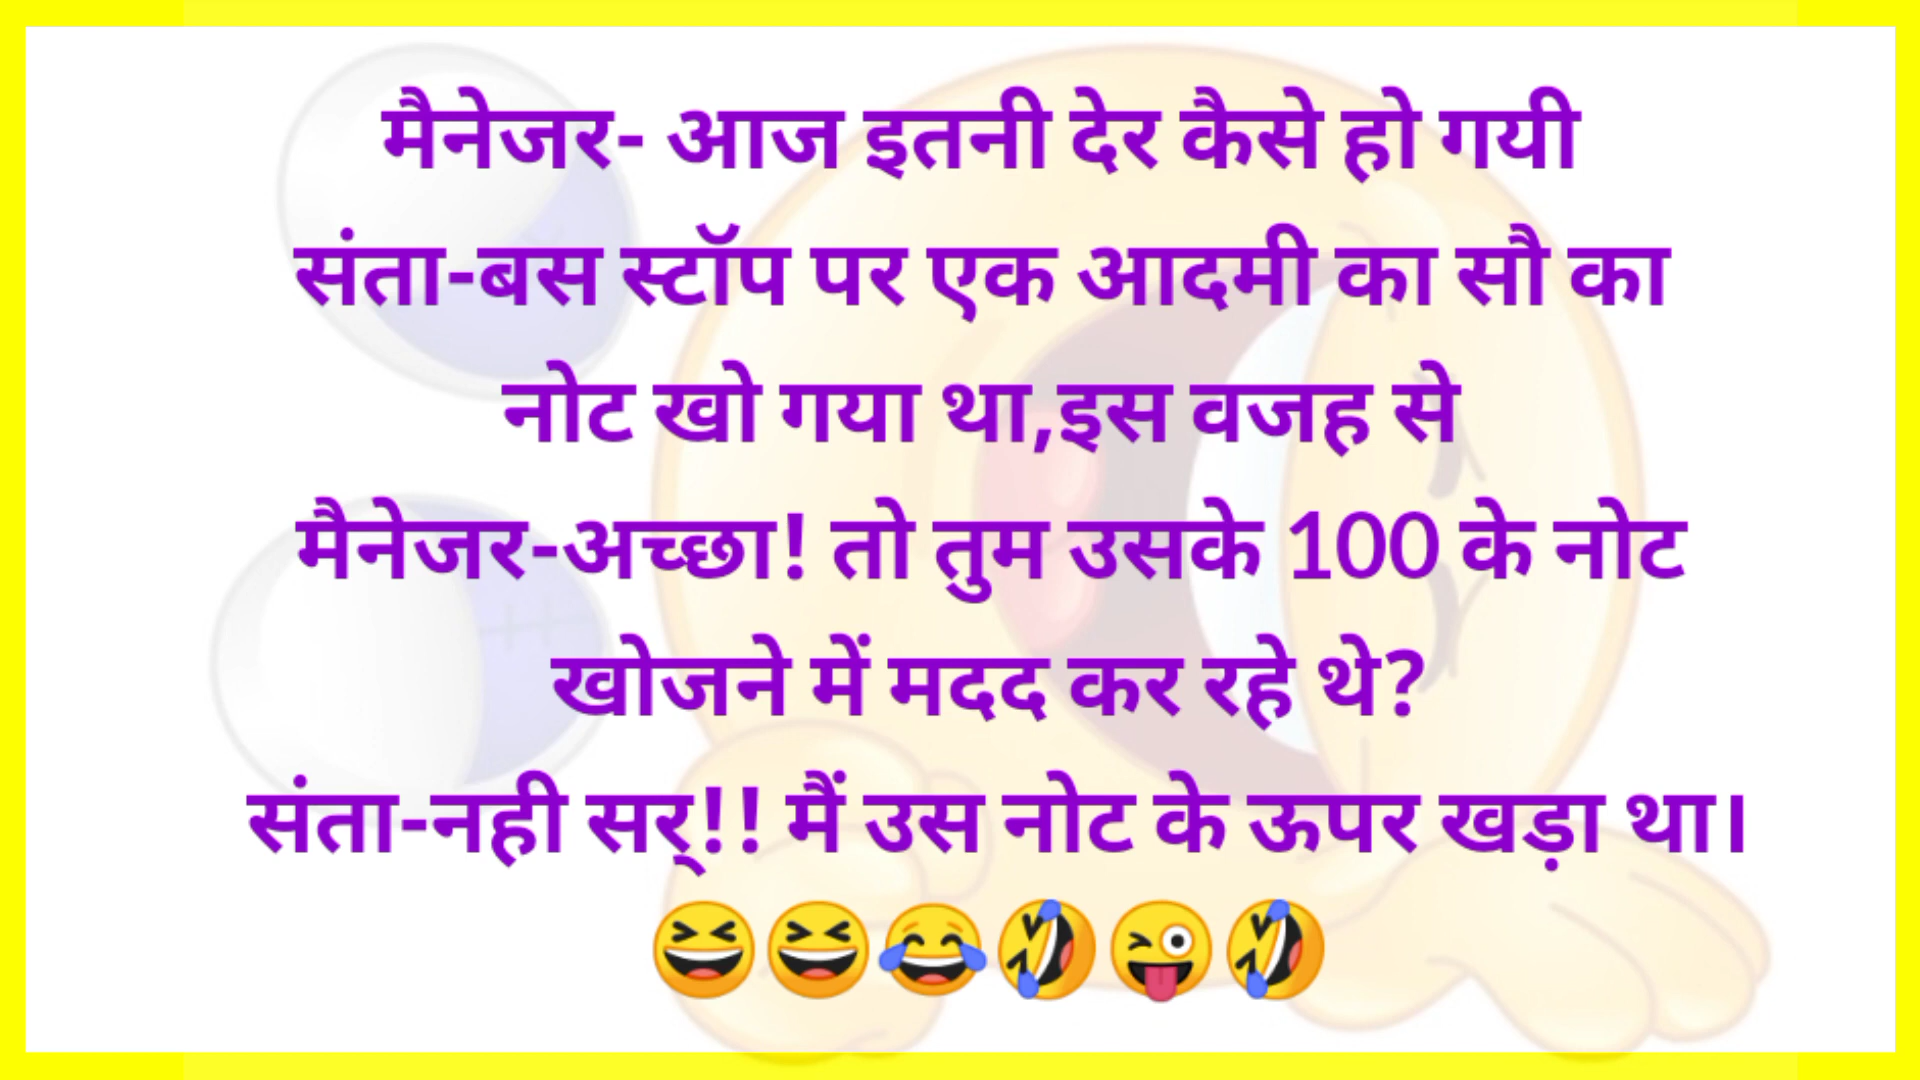 मैनेजर- आज इतनी देर कैसे हो गयी
संता-बस स्टॉप पर एक आदमी का सौ का
नोट खो गया था,इस वजह से
मैनेजर-अच्छा! तो तुम उसके 100 के नोट
खोजने में मदद कर रहे थे?
संता-नही सर्!! मैं उस नोट के ऊपर खड़ा था।
😆😆😂🤣😜🤣